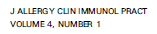 J ALLERGY CLIN IMMUNOL PRACT
VOLUME 4, NUMBER 1